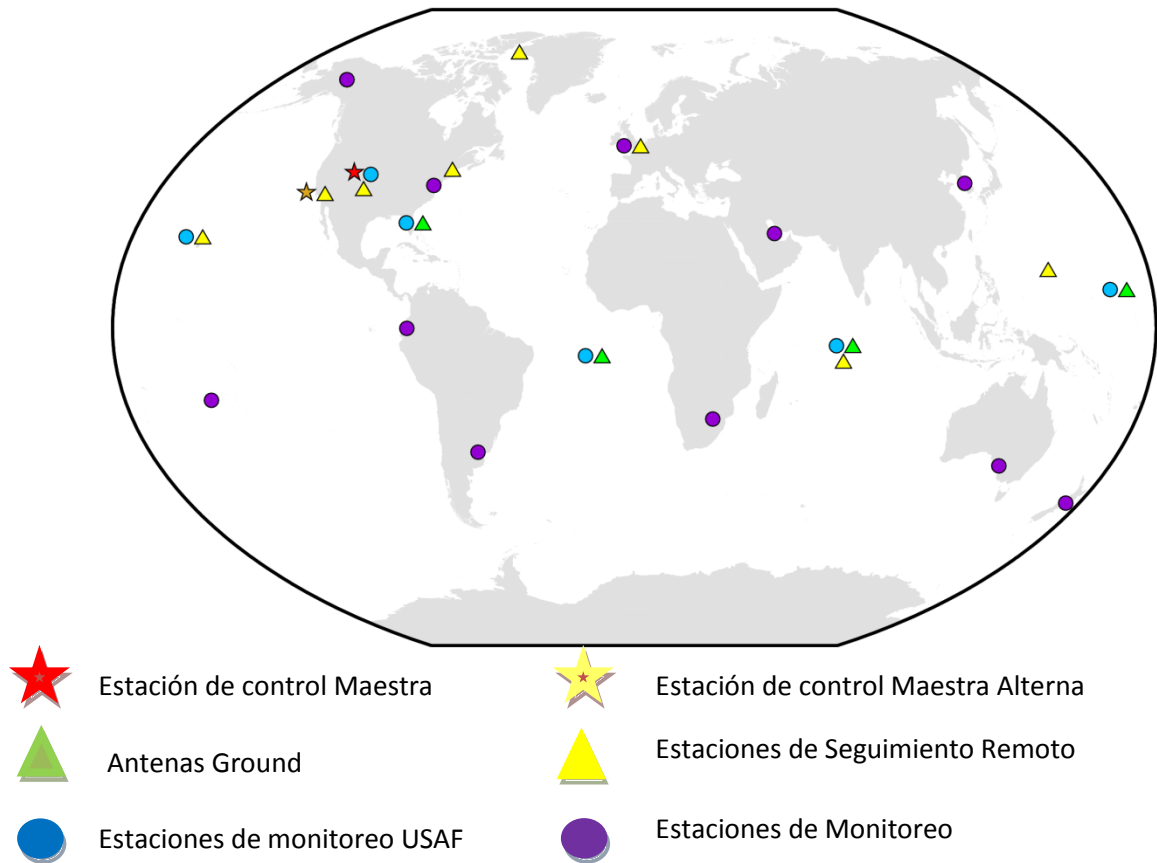 Estación de control Maestra
Estación de control Maestra Alterna
Antenas Ground
Estaciones de Seguimiento Remoto
Estaciones de monitoreo USAF
Estaciones de Monitoreo